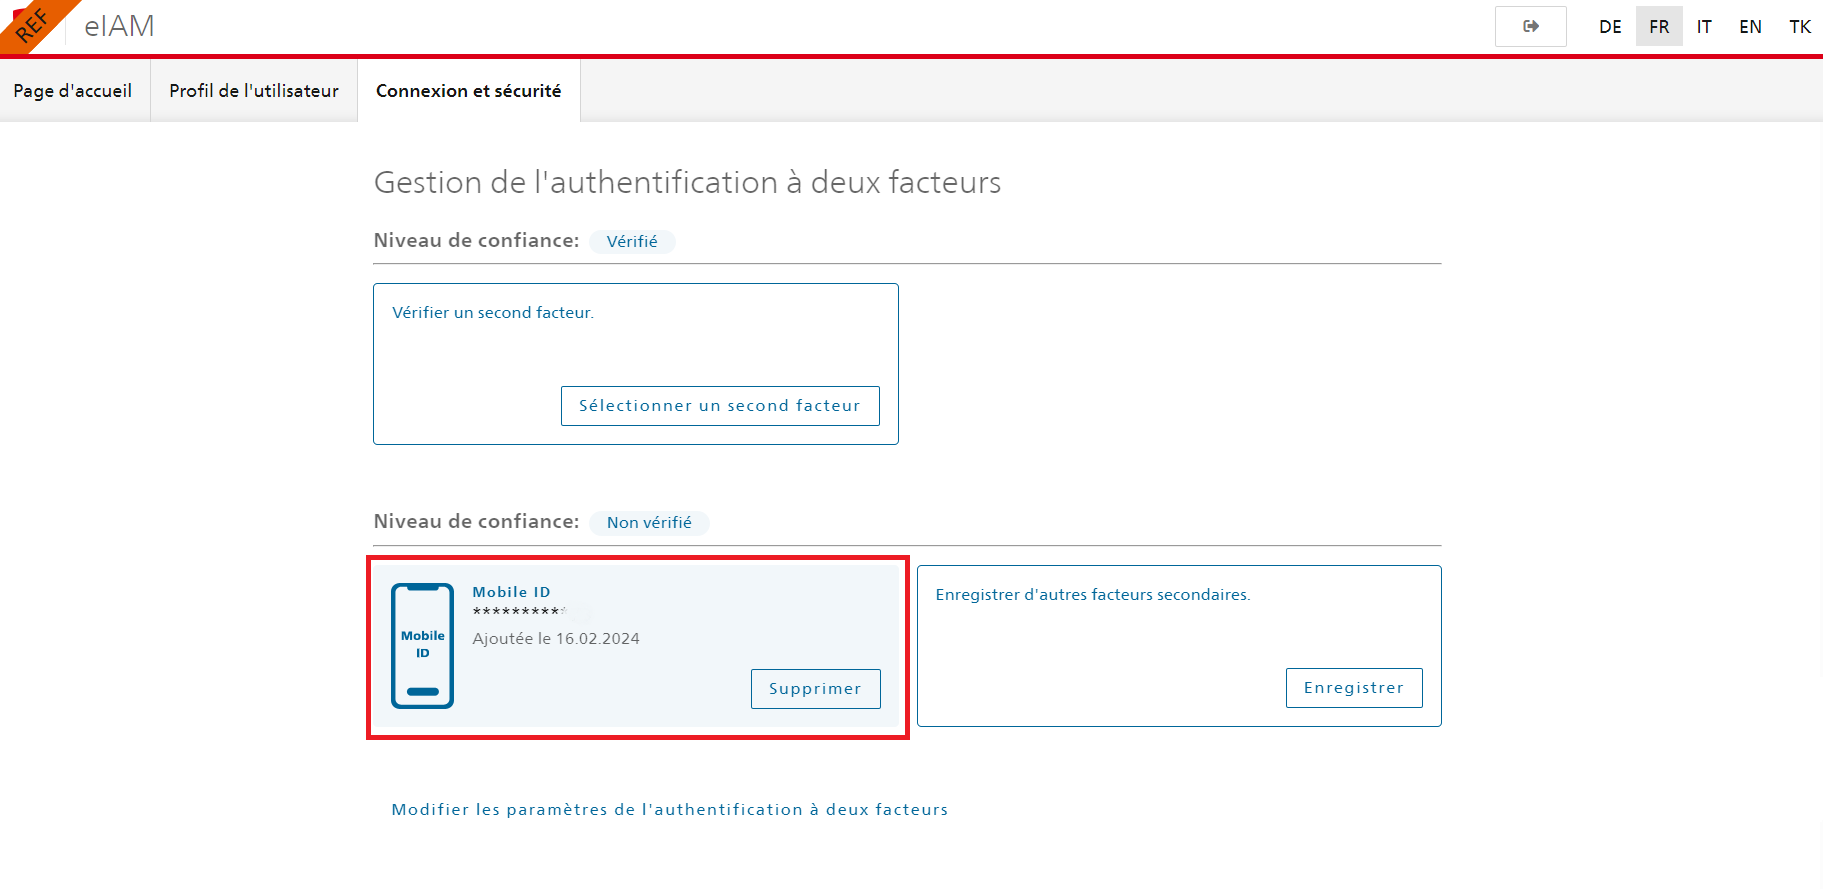 REF
eIAM
DE FR IT EN TK
Page d'accueil
Profil de l'utilisateur
Connexion et sécurité
Gestion de l'authentification à deux facteurs
Niveau de confiance: Vérifié
Vérifier un second facteur.
Sélectionner un second facteur
Niveau de confiance: Non vérifié
Mobile ID
Mobile ID
**********
Ajoutée le 16.02.2024
Supprimer
Enregistrer d'autres facteurs secondaires.
Enregistrer
Modifier les paramètres de l'authentification à deux facteurs